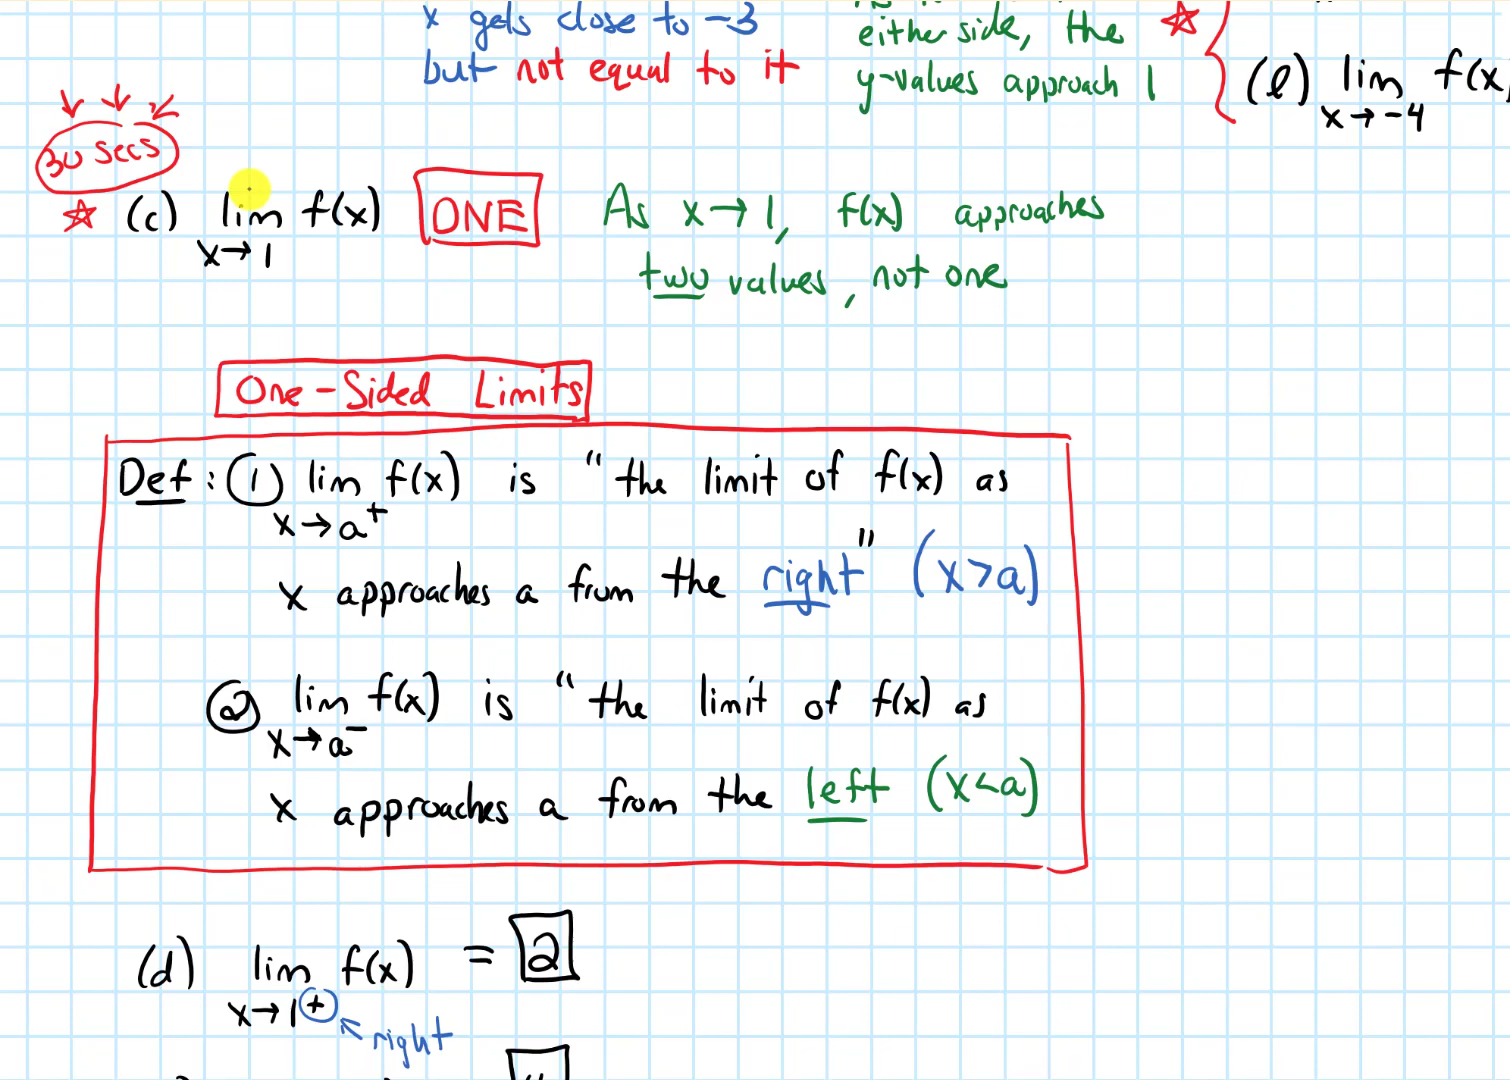 x gets close to -3
but not equal to it
either side, the
y-values approach 1
(l) lim f(x)
x→-4
30 secs
(c) lim f(x) ONE
x→1
As x→1, f(x) approaches
two values, not one
One-Sided Limits
Def: ① lim f(x) is "the limit of f(x) as
x→a⁺
x approaches a from the right" (x>a)
② lim f(x) is "the limit of f(x) as
x→a⁻
x approaches a from the left (x<a)
(d) lim f(x) = 2
x→1⁺
right